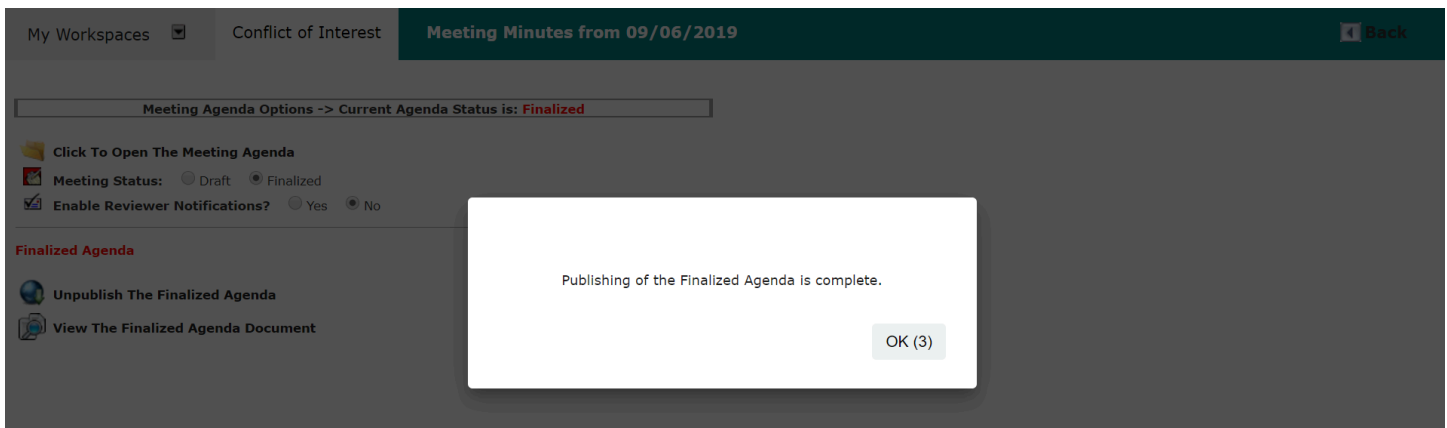 My Workspaces Conflict of Interest Meeting Minutes from 09/06/2019 Back
Meeting Agenda Options -> Current Agenda Status is: Finalized
Click To Open The Meeting Agenda
Meeting Status: Draft Finalized
Enable Reviewer Notifications? Yes No
Finalized Agenda
Unpublish The Finalized Agenda
View The Finalized Agenda Document
Publishing of the Finalized Agenda is complete.
OK (3)